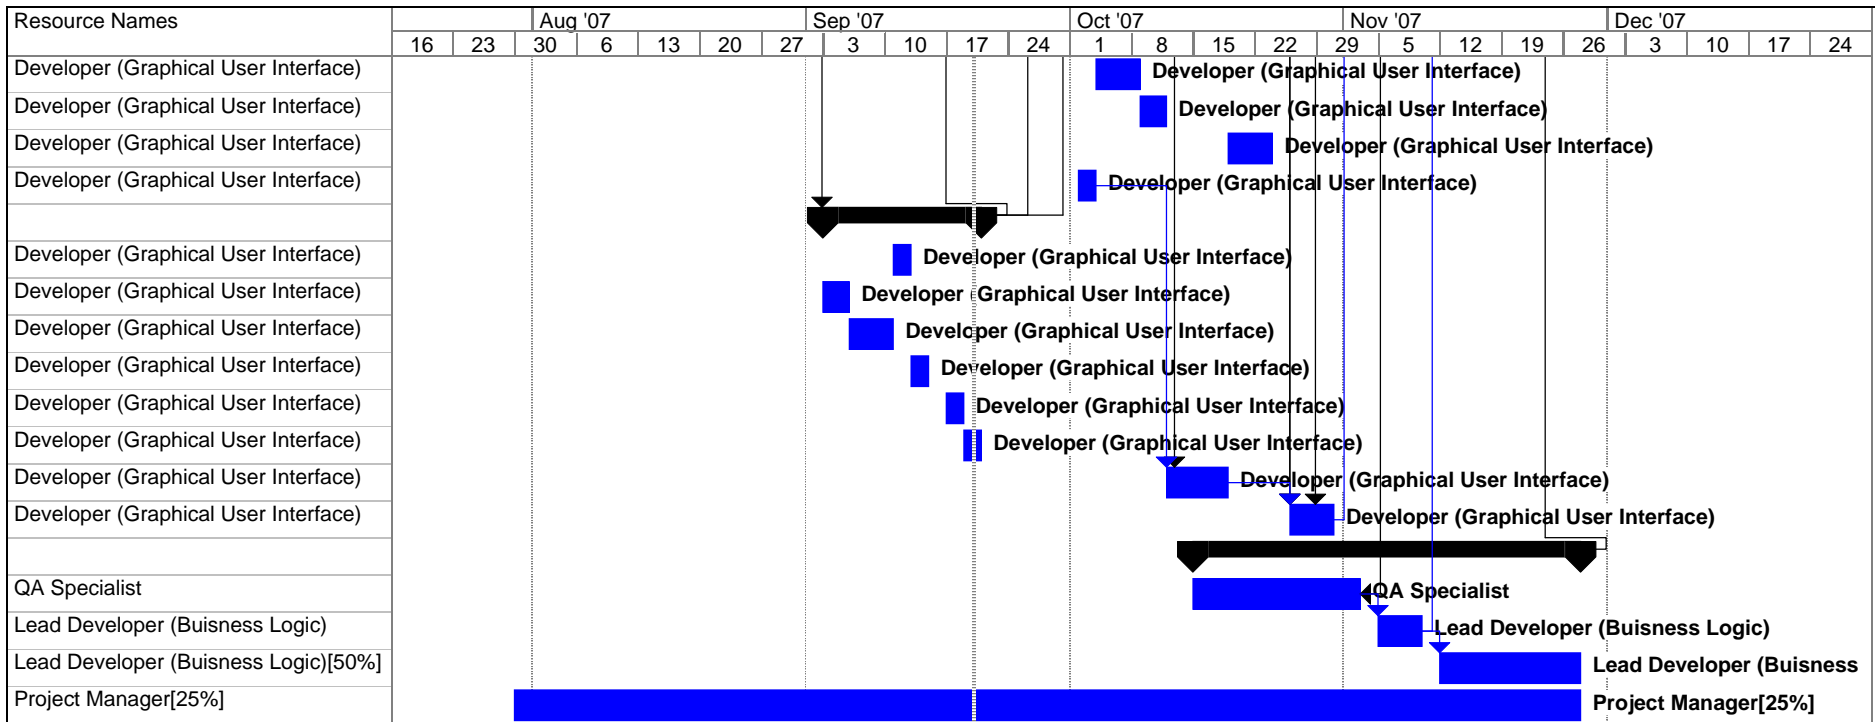 Resource Names
Aug '07 Sep '07 Oct '07 Nov '07 Dec '07
16 23 30 6 13 20 27 3 10 17 24 1 8 15 22 29 5 12 19 26 3 10 17 24
Developer (Graphical User Interface) Developer (Graphical User Interface)
Developer (Graphical User Interface) Developer (Graphical User Interface)
Developer (Graphical User Interface) Developer (Graphical User Interface)
Developer (Graphical User Interface) Developer (Graphical User Interface)
Developer (Graphical User Interface) Developer (Graphical User Interface)
Developer (Graphical User Interface) Developer (Graphical User Interface)
Developer (Graphical User Interface) Developer (Graphical User Interface)
Developer (Graphical User Interface) Developer (Graphical User Interface)
Developer (Graphical User Interface) Developer (Graphical User Interface)
Developer (Graphical User Interface) Developer (Graphical User Interface)
Developer (Graphical User Interface) Developer (Graphical User Interface)
Developer (Graphical User Interface) Developer (Graphical User Interface)
QA Specialist QA Specialist
Lead Developer (Buisness Logic) Lead Developer (Buisness Logic)
Lead Developer (Buisness Logic)[50%] Lead Developer (Buisness
Project Manager[25%] Project Manager[25%]